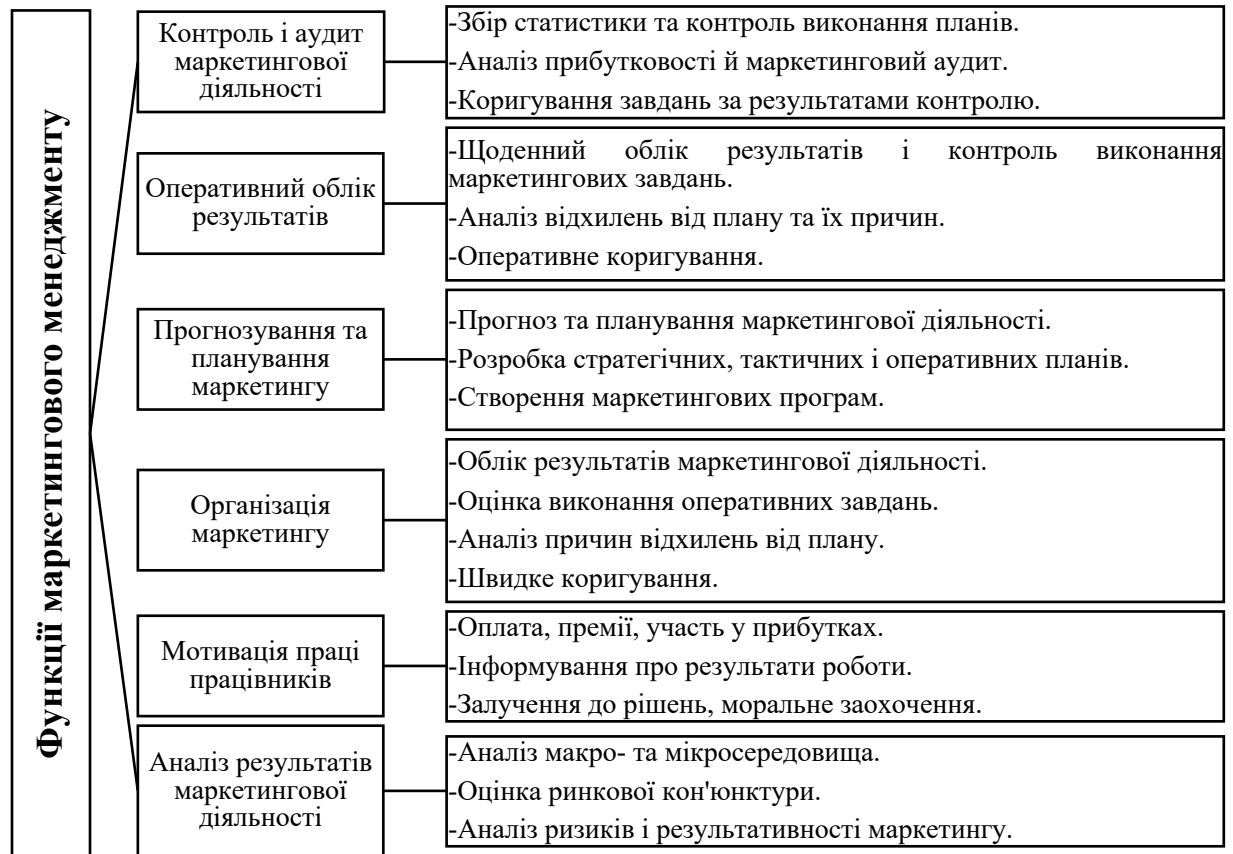 Функції маркетингового менеджменту
Контроль і аудит
маркетингової
діяльності
-Збір статистики та контроль виконання планів.
-Аналіз прибутковості й маркетинговий аудит.
-Коригування завдань за результатами контролю.
Оперативний облік
результатів
-Щоденний облік результатів і контроль виконання
маркетингових завдань.
-Аналіз відхилень від плану та їх причин.
-Оперативне коригування.
Прогнозування та
планування
маркетингу
-Прогноз та планування маркетингової діяльності.
-Розробка стратегічних, тактичних і оперативних планів.
-Створення маркетингових програм.
Організація
маркетингу
-Облік результатів маркетингової діяльності.
-Оцінка виконання оперативних завдань.
-Аналіз причин відхилень від плану.
-Швидке коригування.
Мотивація праці
працівників
-Оплата, премії, участь у прибутках.
-Інформування про результати роботи.
-Залучення до рішень, моральне заохочення.
Аналіз результатів
маркетингової
діяльності
-Аналіз макро- та мікросередовища.
-Оцінка ринкової кон'юнктури.
-Аналіз ризиків і результативності маркетингу.